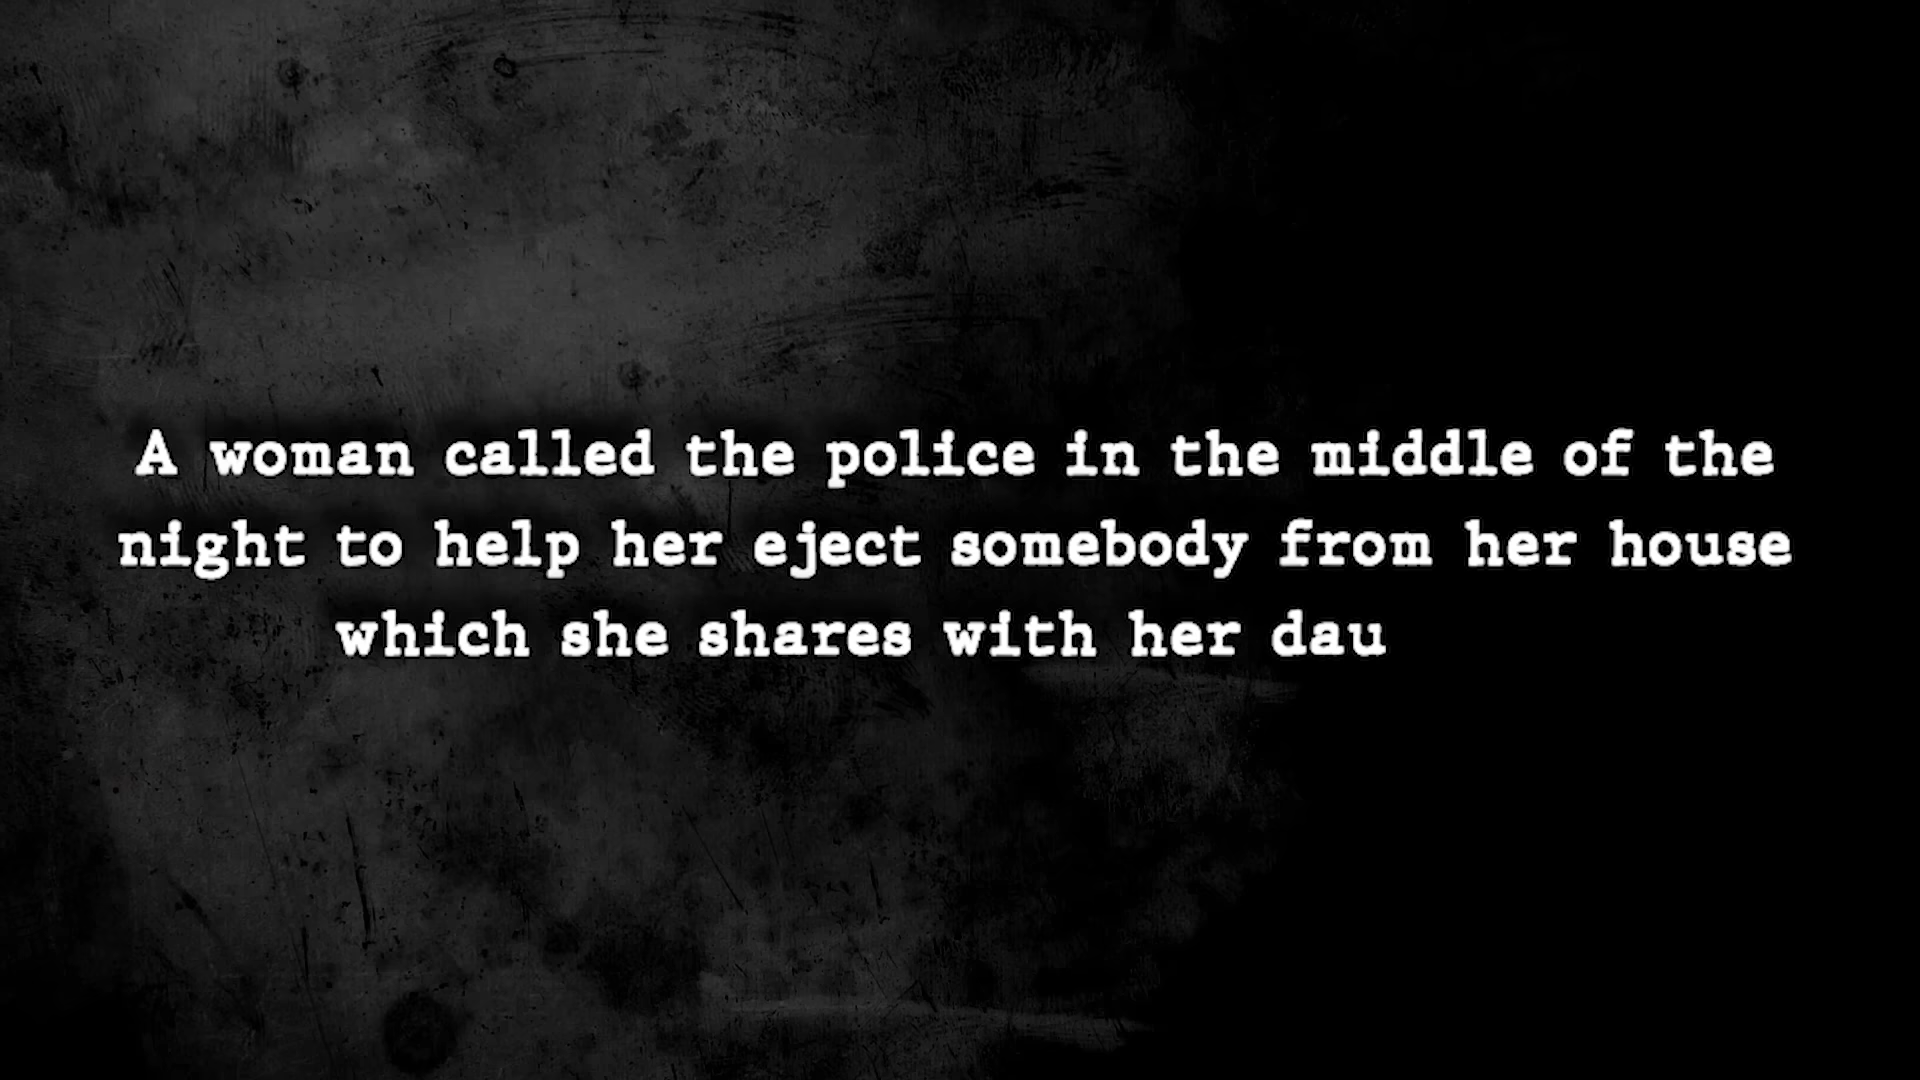 A woman called the police in the middle of the
night to help her eject somebody from her house
which she shares with her dau